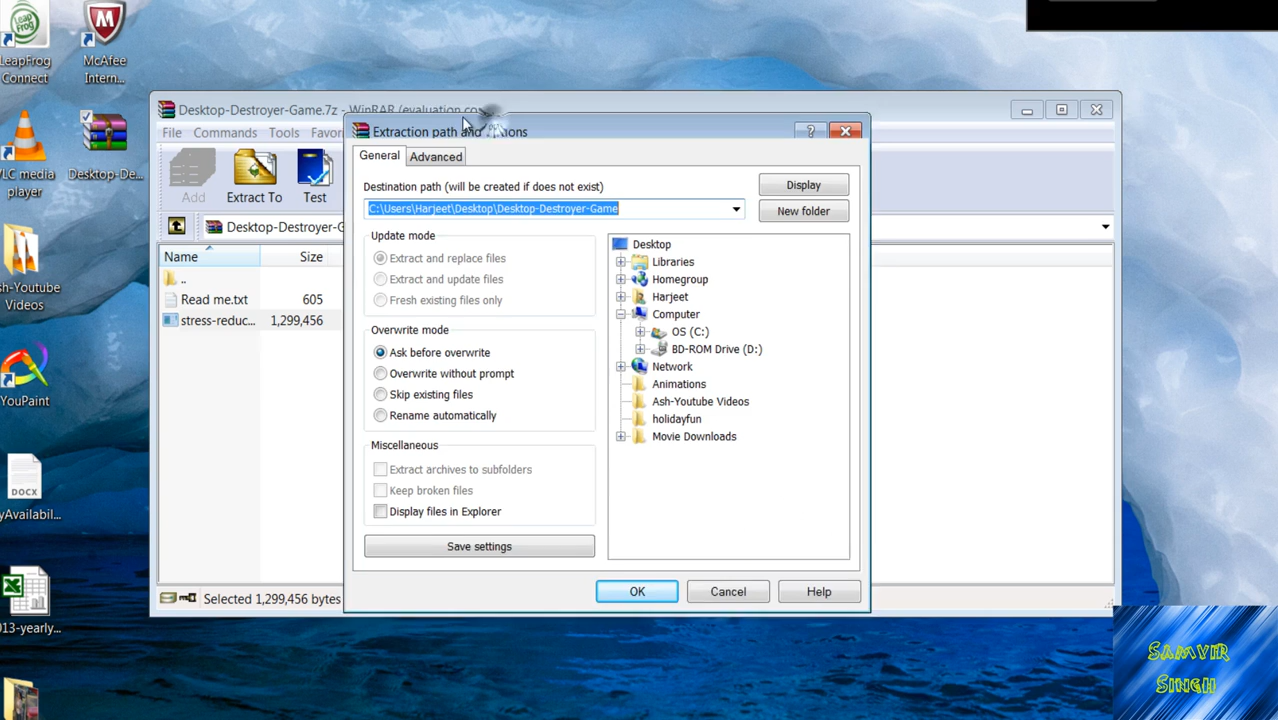 Leap
Frog
LeapFrog
Connect
McAfee
Intern...
VLC media
player
Desktop-De...
Ash-Youtube
Videos
YouPaint
DOCX
yAvailabil...
013-yearly...
Desktop-Destroyer-Game.7z - WinRAR (evaluation co
File Commands Tools Favori
Add
Extract To
Test
Desktop-Destroyer-G
Name Size
..
Read me.txt 605
stress-reduc... 1,299,456
Selected 1,299,456 bytes
Extraction path and options
?
General Advanced
Destination path (will be created if does not exist)
Display
C:\Users\Harjeet\Desktop\Desktop-Destroyer-Game
New folder
Update mode
Extract and replace files
Extract and update files
Fresh existing files only
Overwrite mode
Ask before overwrite
Overwrite without prompt
Skip existing files
Rename automatically
Miscellaneous
Extract archives to subfolders
Keep broken files
Display files in Explorer
Save settings
Desktop
Libraries
Homegroup
Harjeet
Computer
OS (C:)
BD-ROM Drive (D:)
Network
Animations
Ash-Youtube Videos
holidayfun
Movie Downloads
OK
Cancel
Help
SAMVIR
SINGH